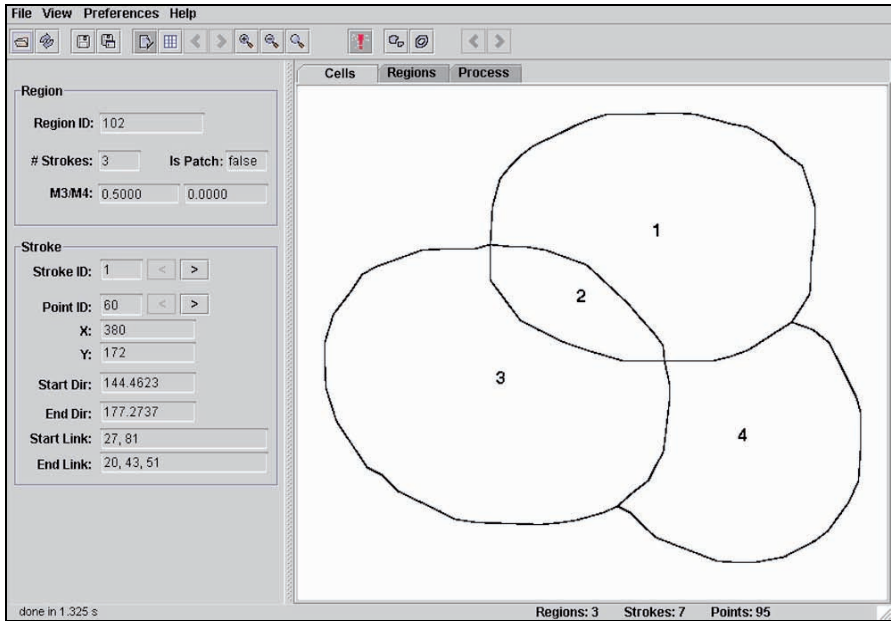 File View Preferences Help
Cells Regions Process
Region
Region ID: 102
# Strokes: 3 Is Patch: false
M3/M4: 0.5000 0.0000
Stroke
Stroke ID: 1 < >
Point ID: 60 < >
X: 380
Y: 172
Start Dir: 144.4623
End Dir: 177.2737
Start Link: 27, 81
End Link: 20, 43, 51
1
2
3
4
done in 1.325 s
Regions: 3 Strokes: 7 Points: 95